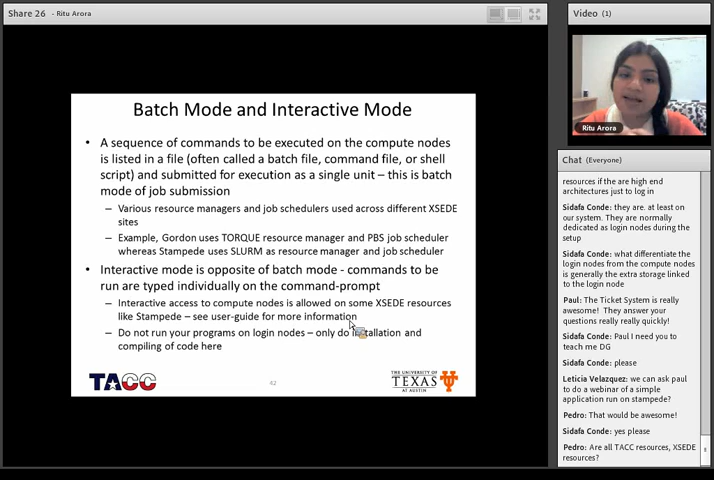 Share 26 - Ritu Arora
Batch Mode and Interactive Mode
• A sequence of commands to be executed on the compute nodes
is listed in a file (often called a batch file, command file, or shell
script) and submitted for execution as a single unit – this is batch
mode of job submission
– Various resource managers and job schedulers used across different XSEDE
sites
– Example, Gordon uses TORQUE resource manager and PBS job scheduler
whereas Stampede uses SLURM as resource manager and job scheduler
• Interactive mode is opposite of batch mode - commands to be
run are typed individually on the command-prompt
– Interactive access to compute nodes is allowed on some XSEDE resources
like Stampede – see user-guide for more information
– Do not run your programs on login nodes – only do installation and
compiling of code here
TACC
42
THE UNIVERSITY OF
TEXAS
AT AUSTIN
Video (1)
Ritu Arora
Chat (Everyone)
resources if the are high end
architectures just to log in
Sidafa Conde: they are. at least on
our system. They are normally
dedicated as login nodes during the
setup
Sidafa Conde: what differentiate the
login nodes from the compute nodes
is generally the extra storage linked
to the login node
Paul: The Ticket System is really
awesome! They answer your
questions really really quickly!
Sidafa Conde: Paul I need you to
teach me DG
Sidafa Conde: please
Leticia Velazquez: we can ask paul
to do a webinar of a simple
application run on stampede?
Pedro: That would be awesome!
Sidafa Conde: yes please
Pedro: Are all TACC resources, XSEDE
resources?